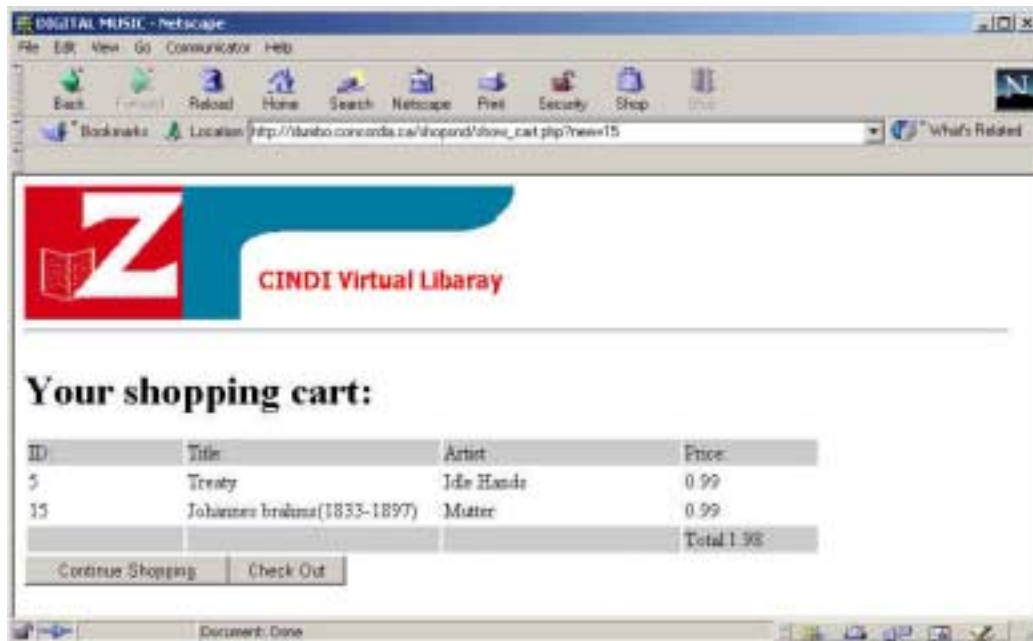 DIGITAL MUSIC - Netscape
File Edit View Go Communicator Help
Back Forward Reload Home Search Netscape Print Security Shop
Bookmarks Location http://dumbo.concordia.ca/shopsnd/show_cart.php?new=15 What's Related
N
Z
CINDI Virtual Libaray
Your shopping cart:
ID Title Artist Price
5 Treaty Idle Hands 0.99
15 Johannes brahms(1833-1897) Mutter 0.99
Total 1.98
Continue Shopping Check Out
Document: Done